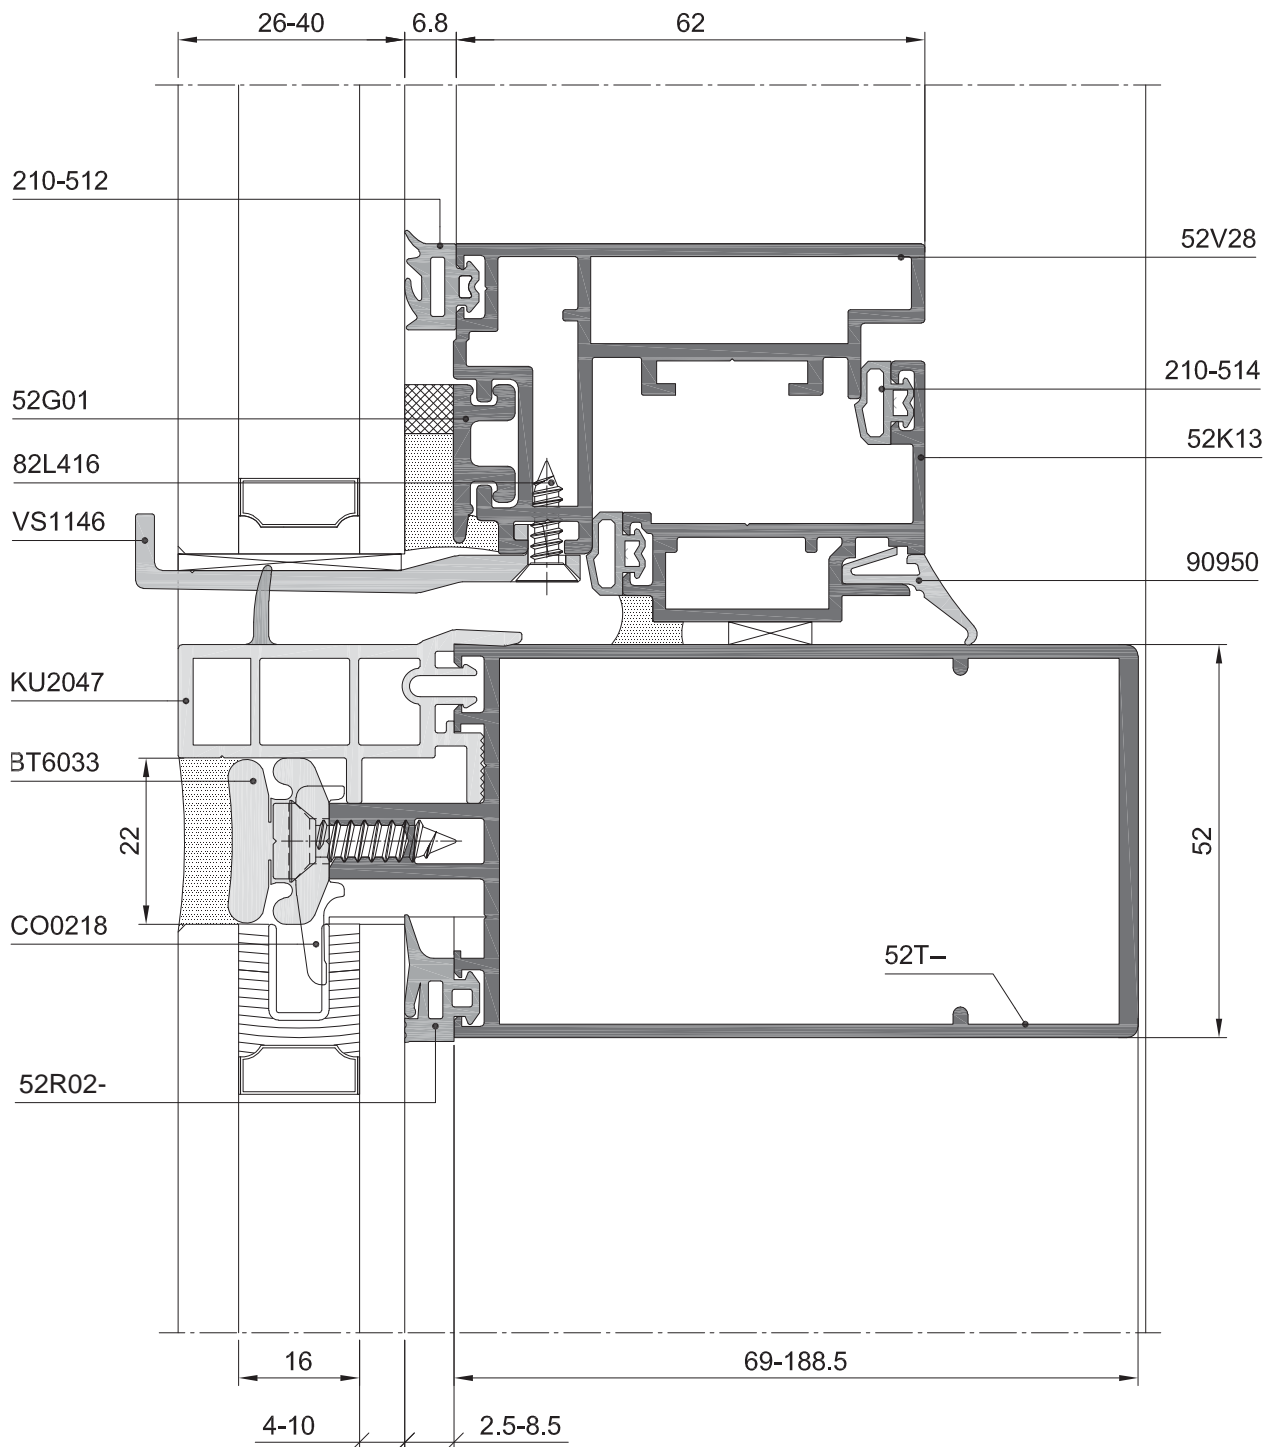 26-40 6.8 62
210-512
52V28
210-514
52G01
52K13
82L416
VS1146
90950
KU2047
BT6033
22
52
CO0218
52T–
52R02-
16 69-188.5
4-10 2.5-8.5